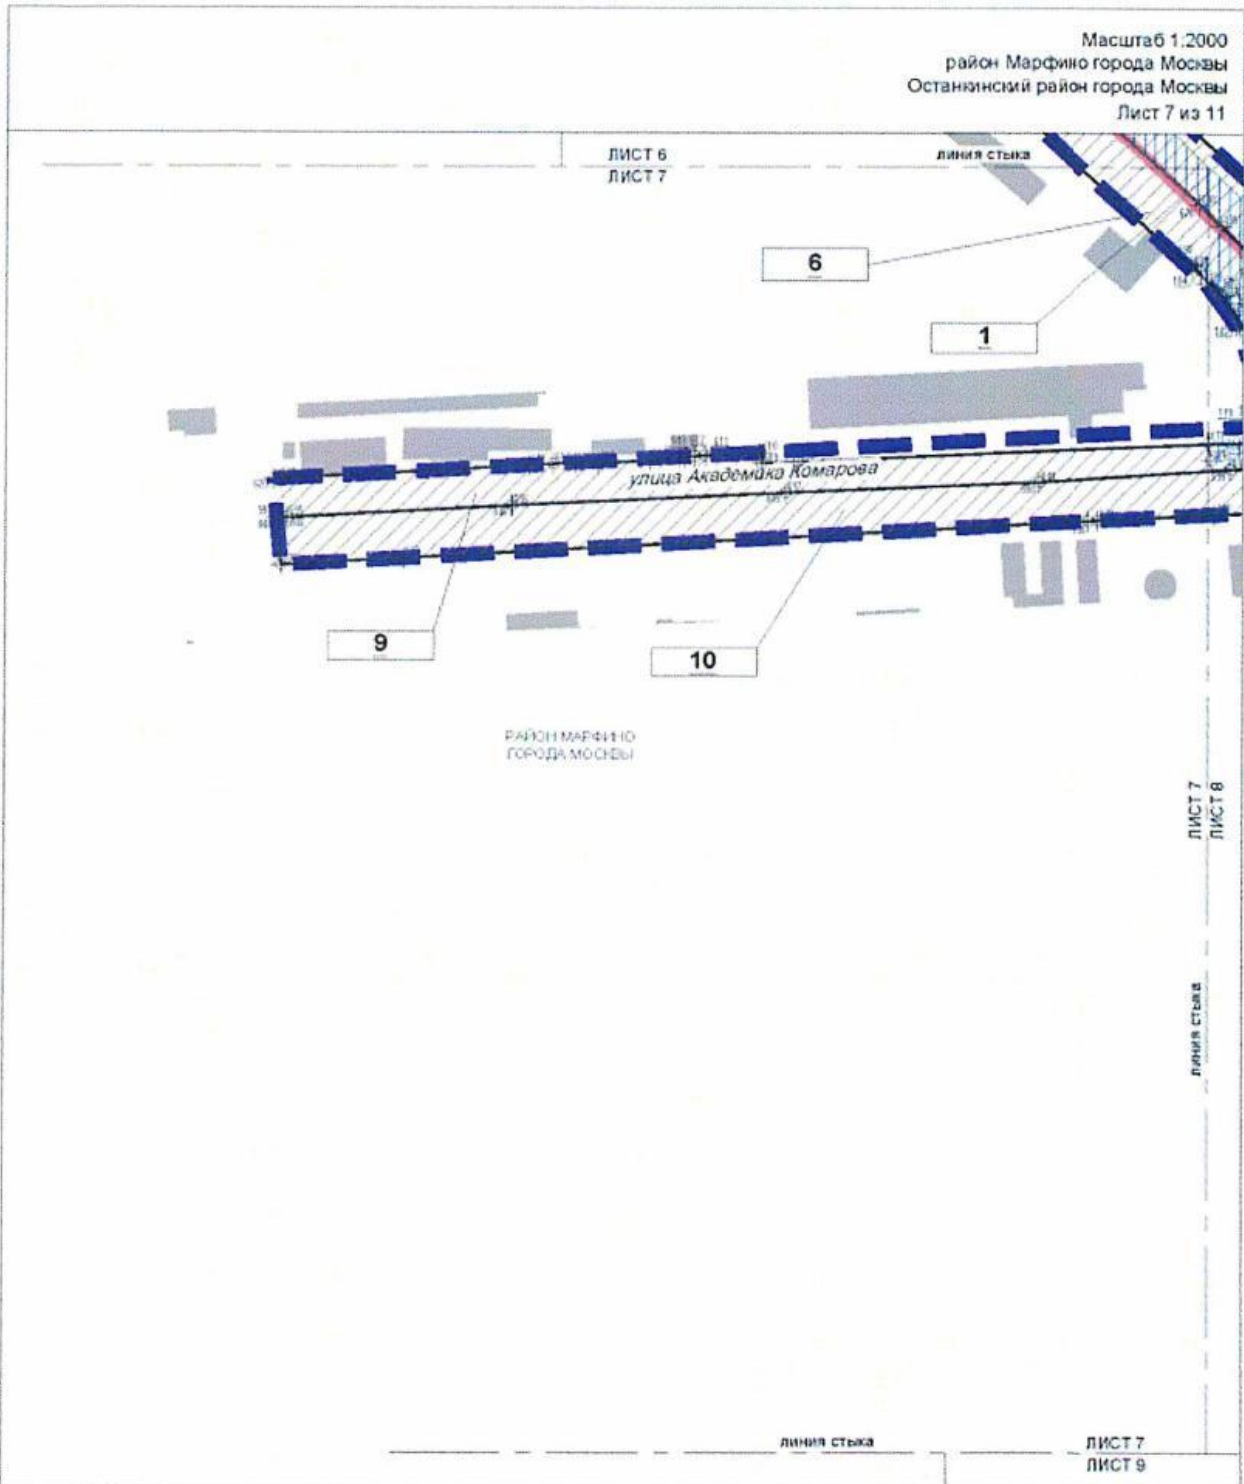 Масштаб 1:2000
район Марфино города Москвы
Останкинский район города Москвы
Лист 7 из 11
ЛИСТ 6
ЛИСТ 7
линия стыка
6
1
улица Академика Комарова
9
10
РАЙОН МАРФИНО
ГОРОДА МОСКВЫ
ЛИСТ 7
ЛИСТ 8
линия стыка
линия стыка
ЛИСТ 7
ЛИСТ 9